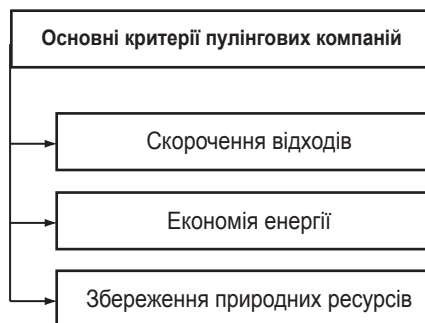 Основні критерії пулінгових компаній
Скорочення відходів
Економія енергії
Збереження природних ресурсів